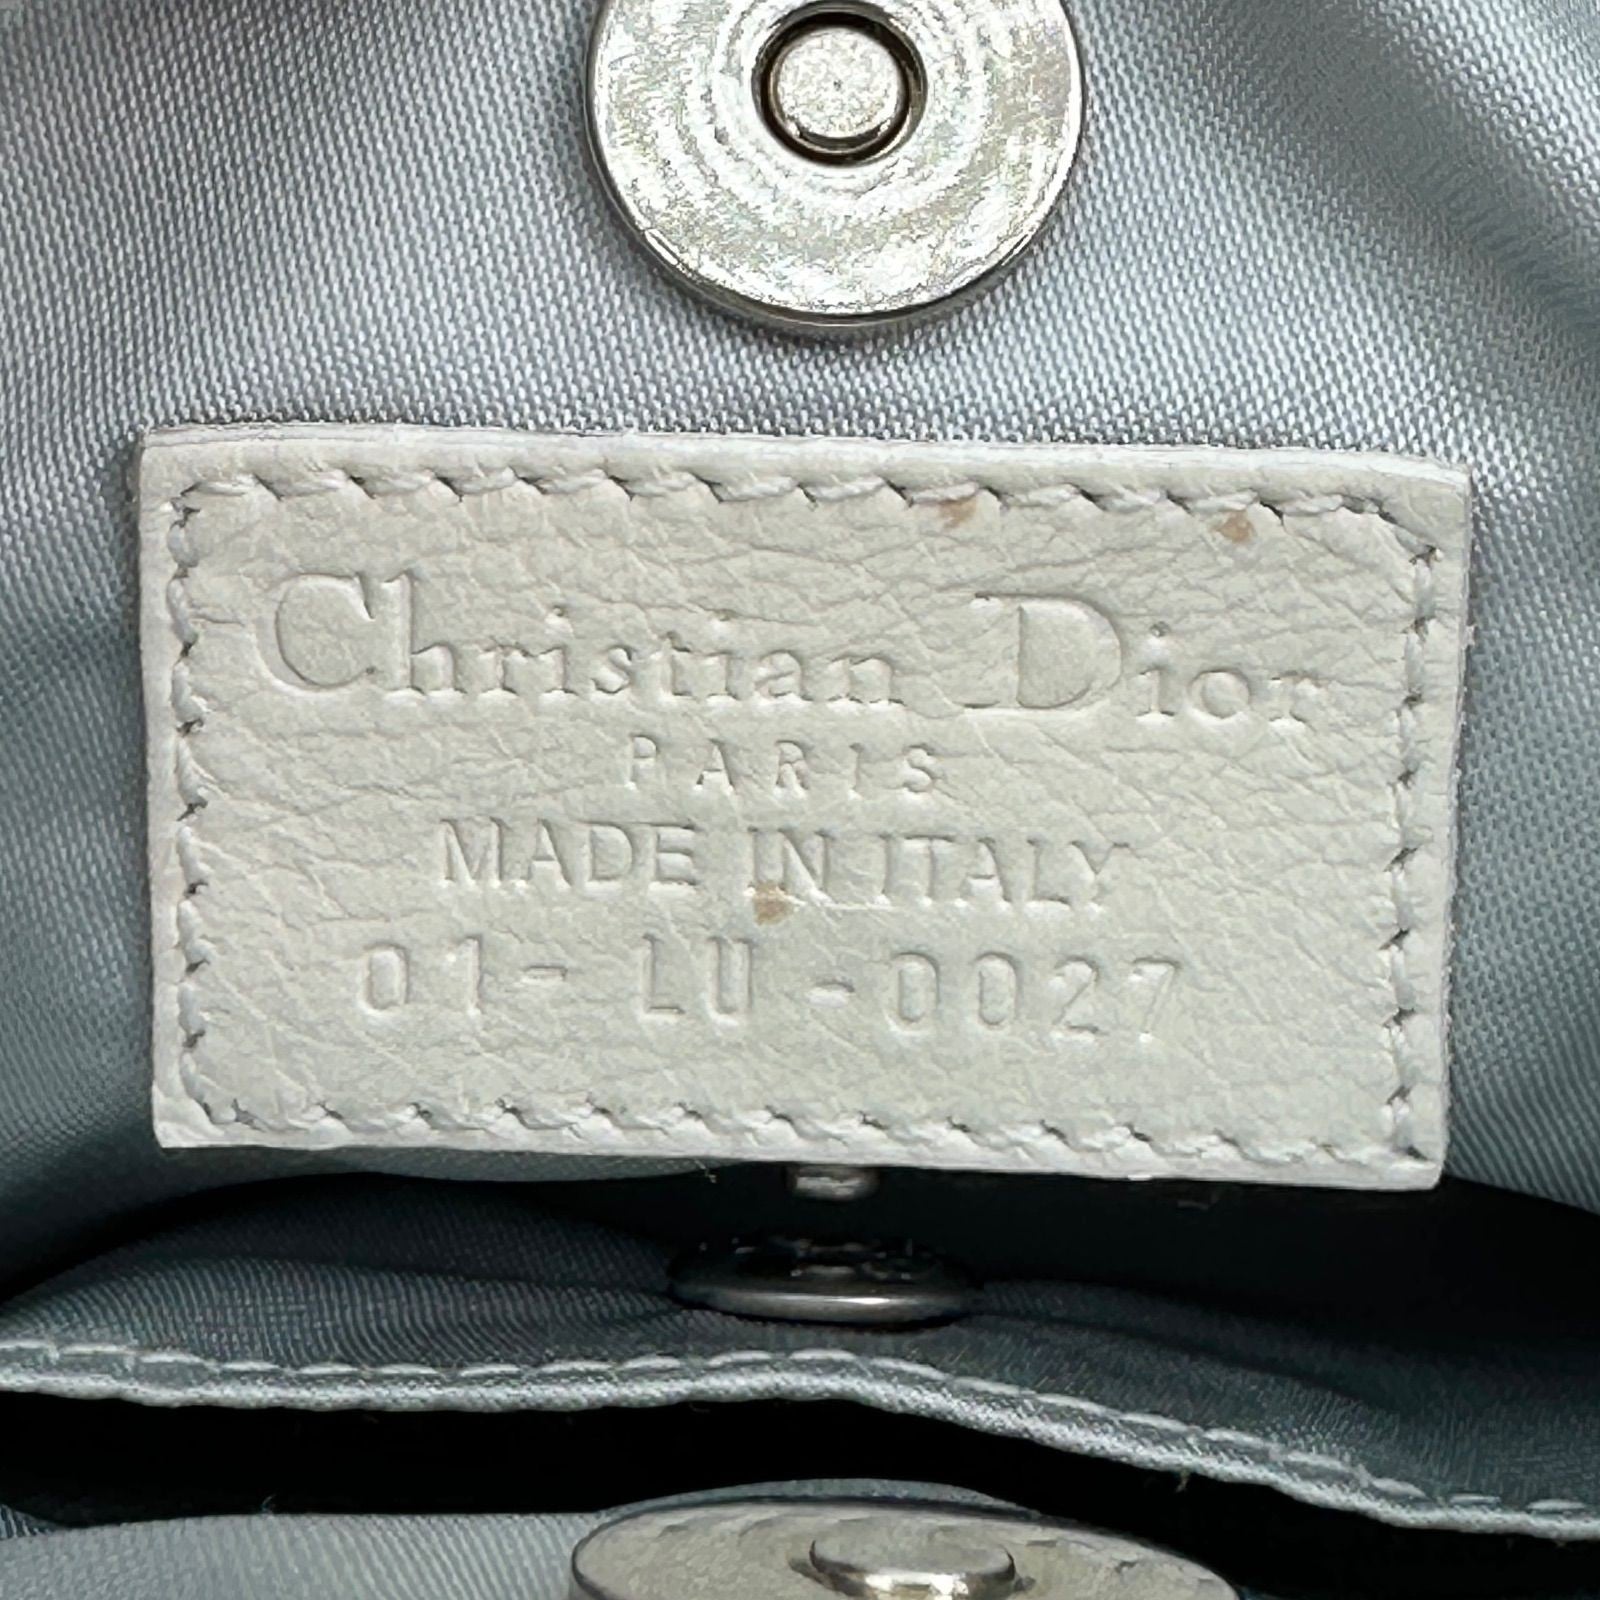 Christian Dior
PARIS
MADE IN ITALY
01-LU-0027